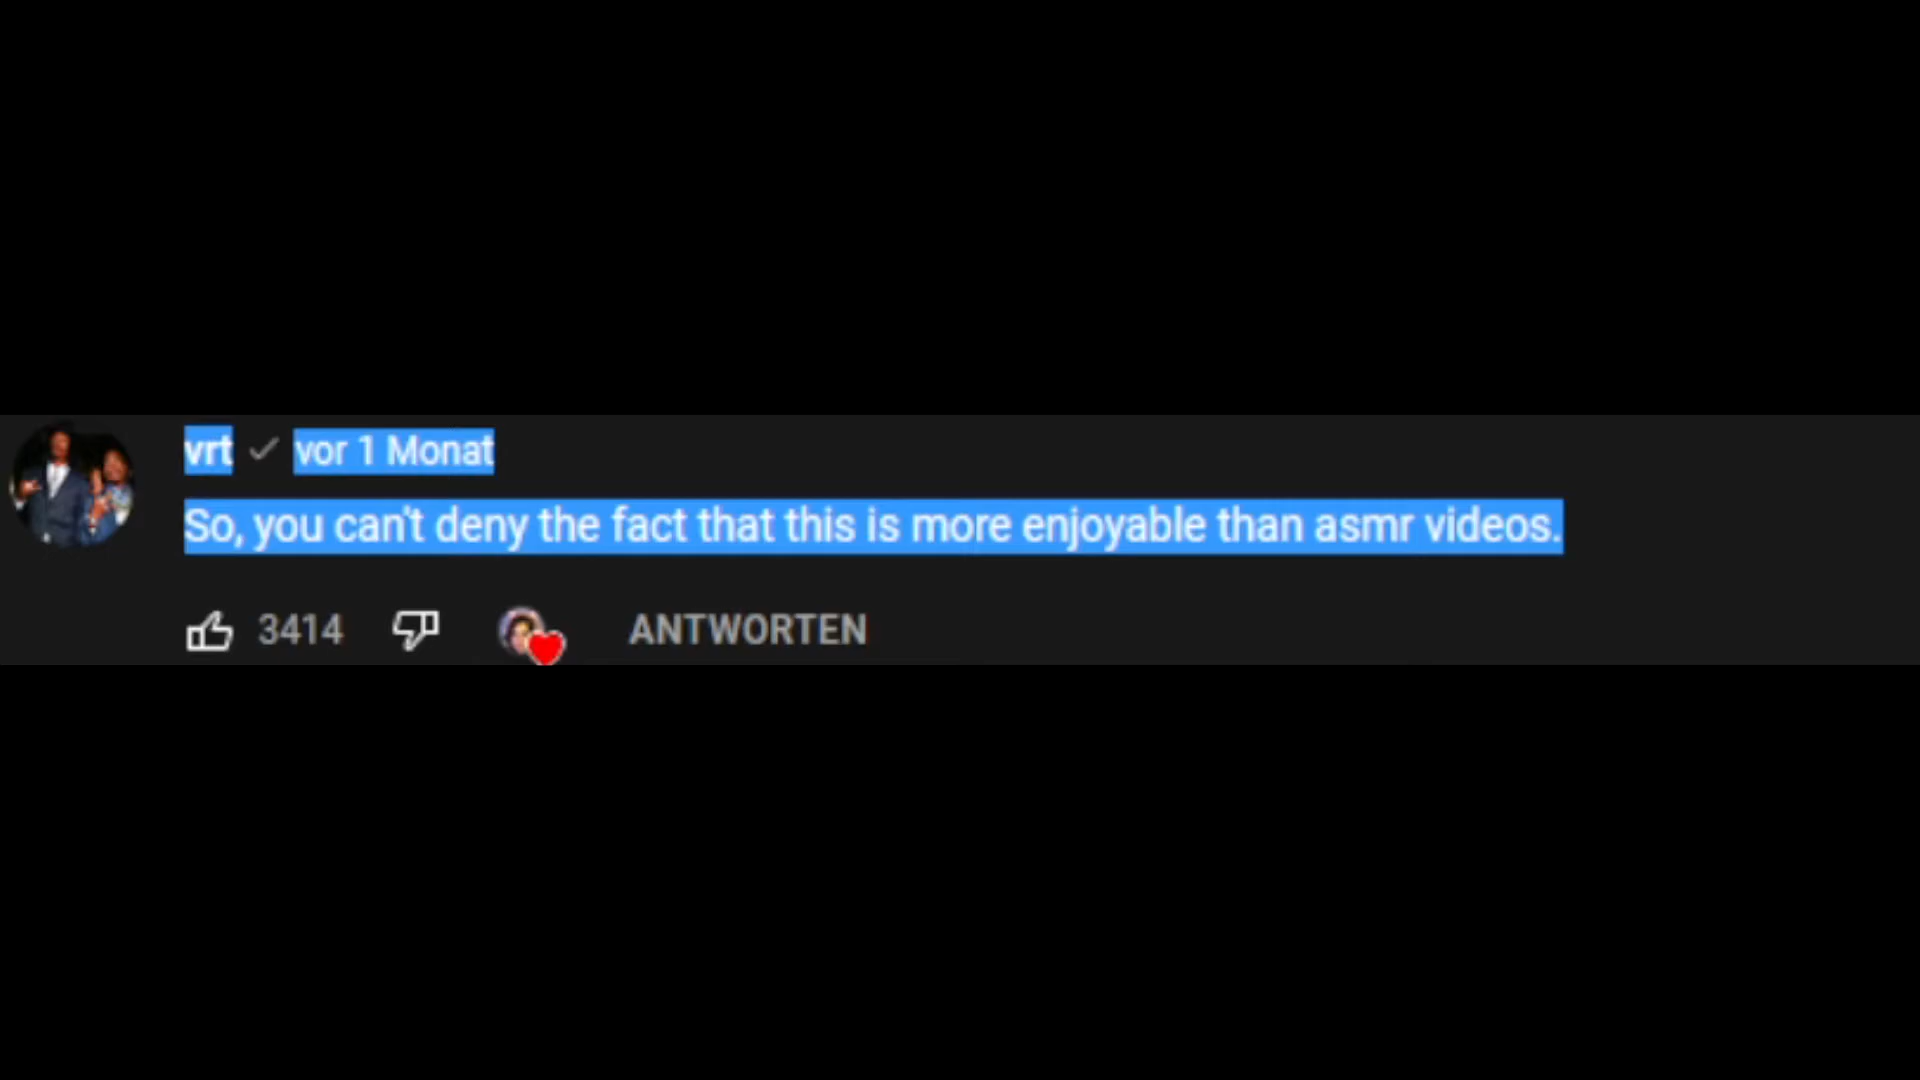 vrt vor 1 Monat
So, you can't deny the fact that this is more enjoyable than asmr videos.
3414 ANTWORTEN